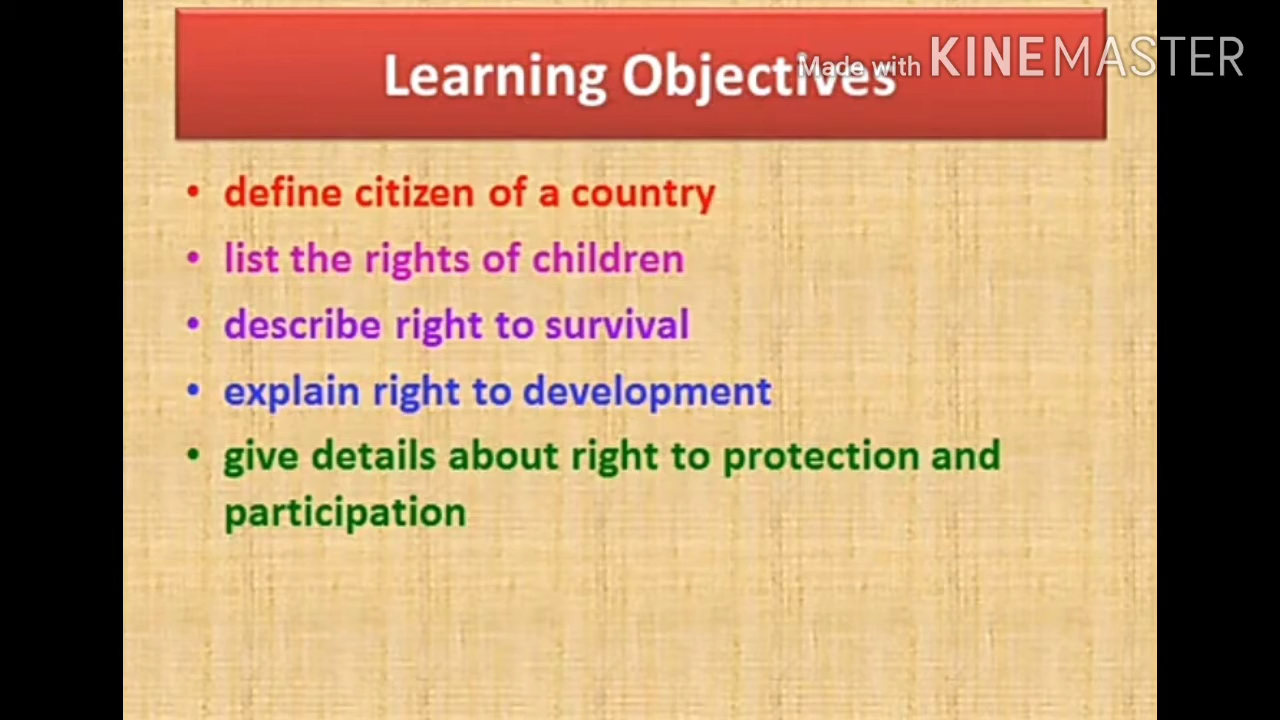 Learning Objectives
Made with KINEMASTER
• define citizen of a country
• list the rights of children
• describe right to survival
• explain right to development
• give details about right to protection and
participation